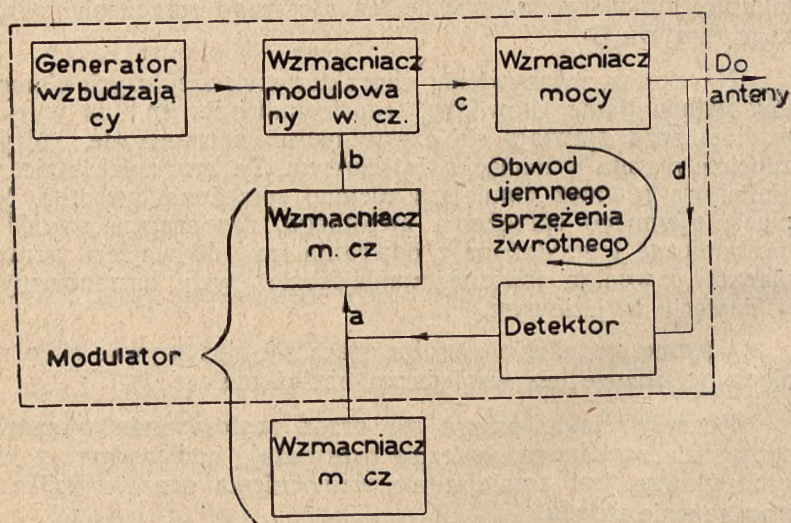 Generator
wzbudzają
cy
Wzmacniacz
modulowa
ny w. cz.
c
Wzmacniacz
mocy
Do
anteny
b
d
Obwod
ujemnego
sprzężenia
zwrotnego
Wzmacniacz
m. cz
a
Detektor
Modulator
Wzmacniacz
m. cz